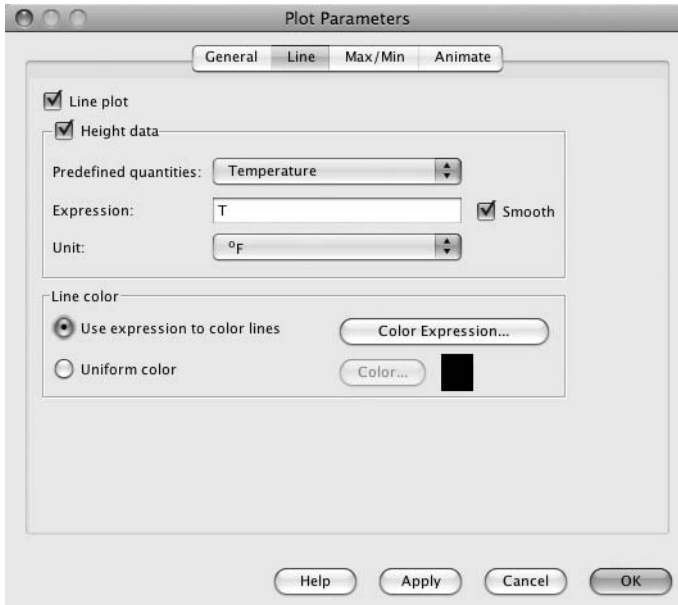 Plot Parameters
General Line Max/Min Animate
Line plot
Height data
Predefined quantities: Temperature
Expression: T Smooth
Unit: ºF
Line color
Use expression to color lines Color Expression...
Uniform color Color...
Help Apply Cancel OK